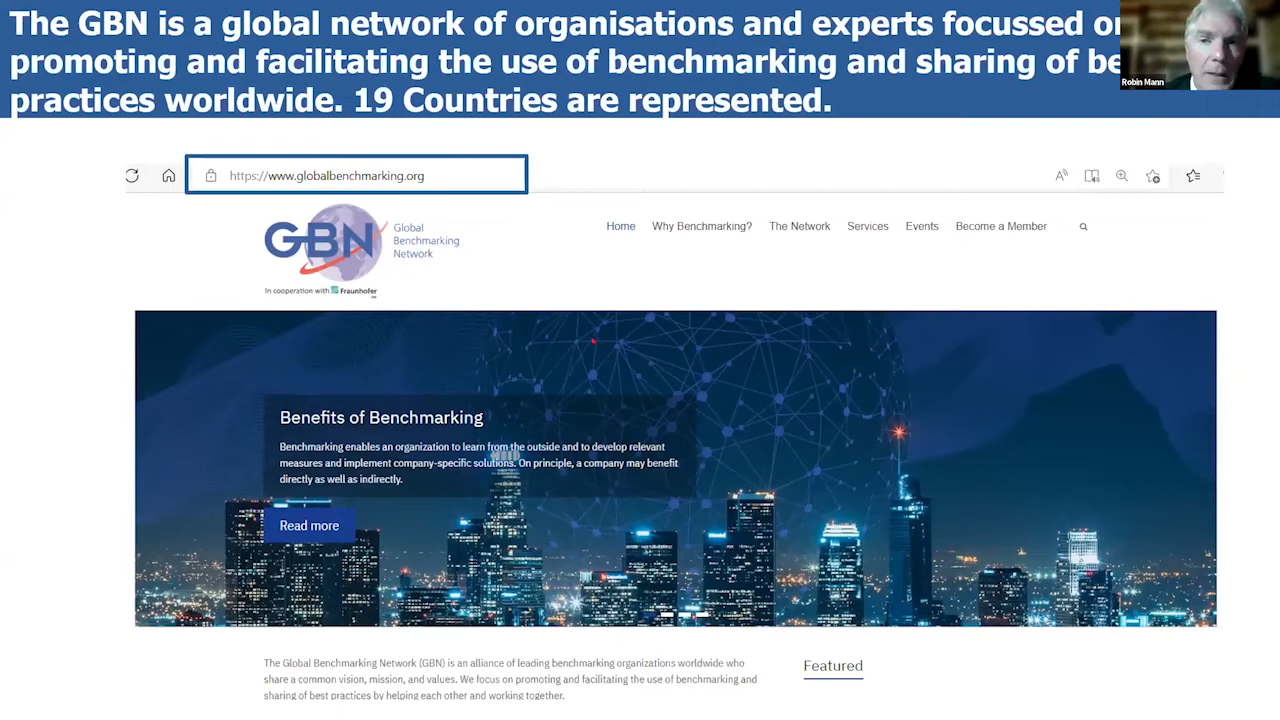 The GBN is a global network of organisations and experts focussed
promoting and facilitating the use of benchmarking and sharing of
practices worldwide. 19 Countries are represented.
Robin Mann
https://www.globalbenchmarking.org
GBN
Global
Benchmarking
Network
In cooperation with Fraunhofer
Home Why Benchmarking? The Network Services Events Become a Member
Benefits of Benchmarking
Benchmarking enables an organization to learn from the outside and to develop relevant
measures and implement company-specific solutions. On principle, a company may benefit
directly as well as indirectly.
Read more
The Global Benchmarking Network (GBN) is an alliance of leading benchmarking organizations worldwide who
share a common vision, mission, and values. We focus on promoting and facilitating the use of benchmarking and
sharing of best practices by helping each other and working together.
Featured